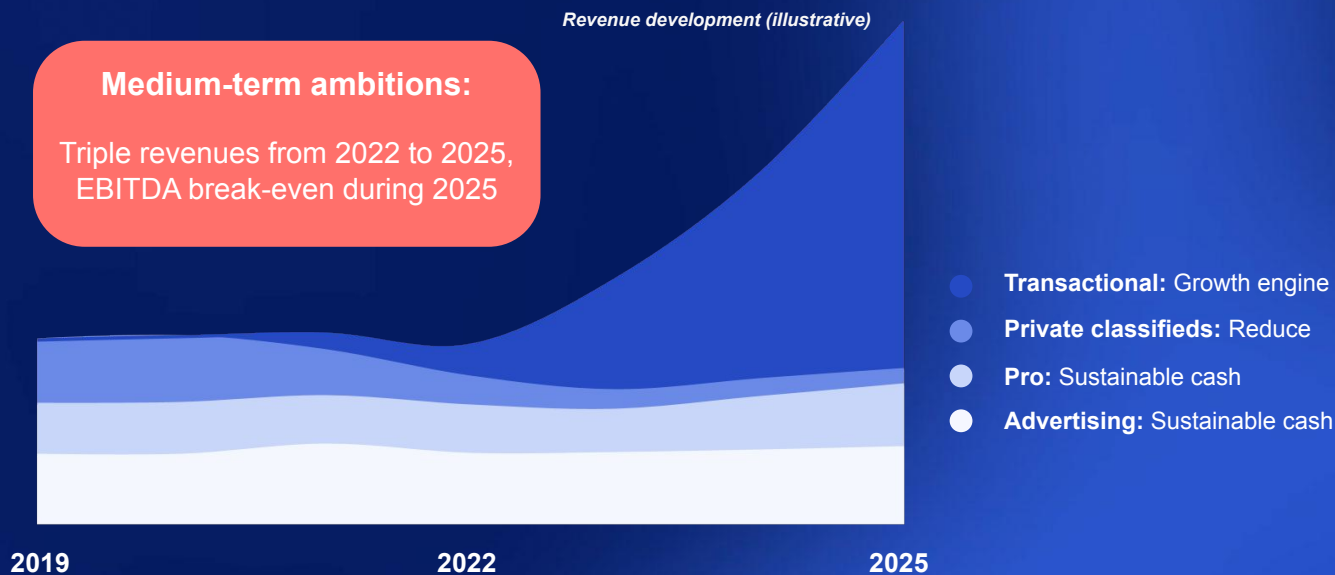 Revenue development (illustrative)
Medium-term ambitions:
Triple revenues from 2022 to 2025,
EBITDA break-even during 2025
Transactional: Growth engine
Private classifieds: Reduce
Pro: Sustainable cash
Advertising: Sustainable cash
2019
2022
2025